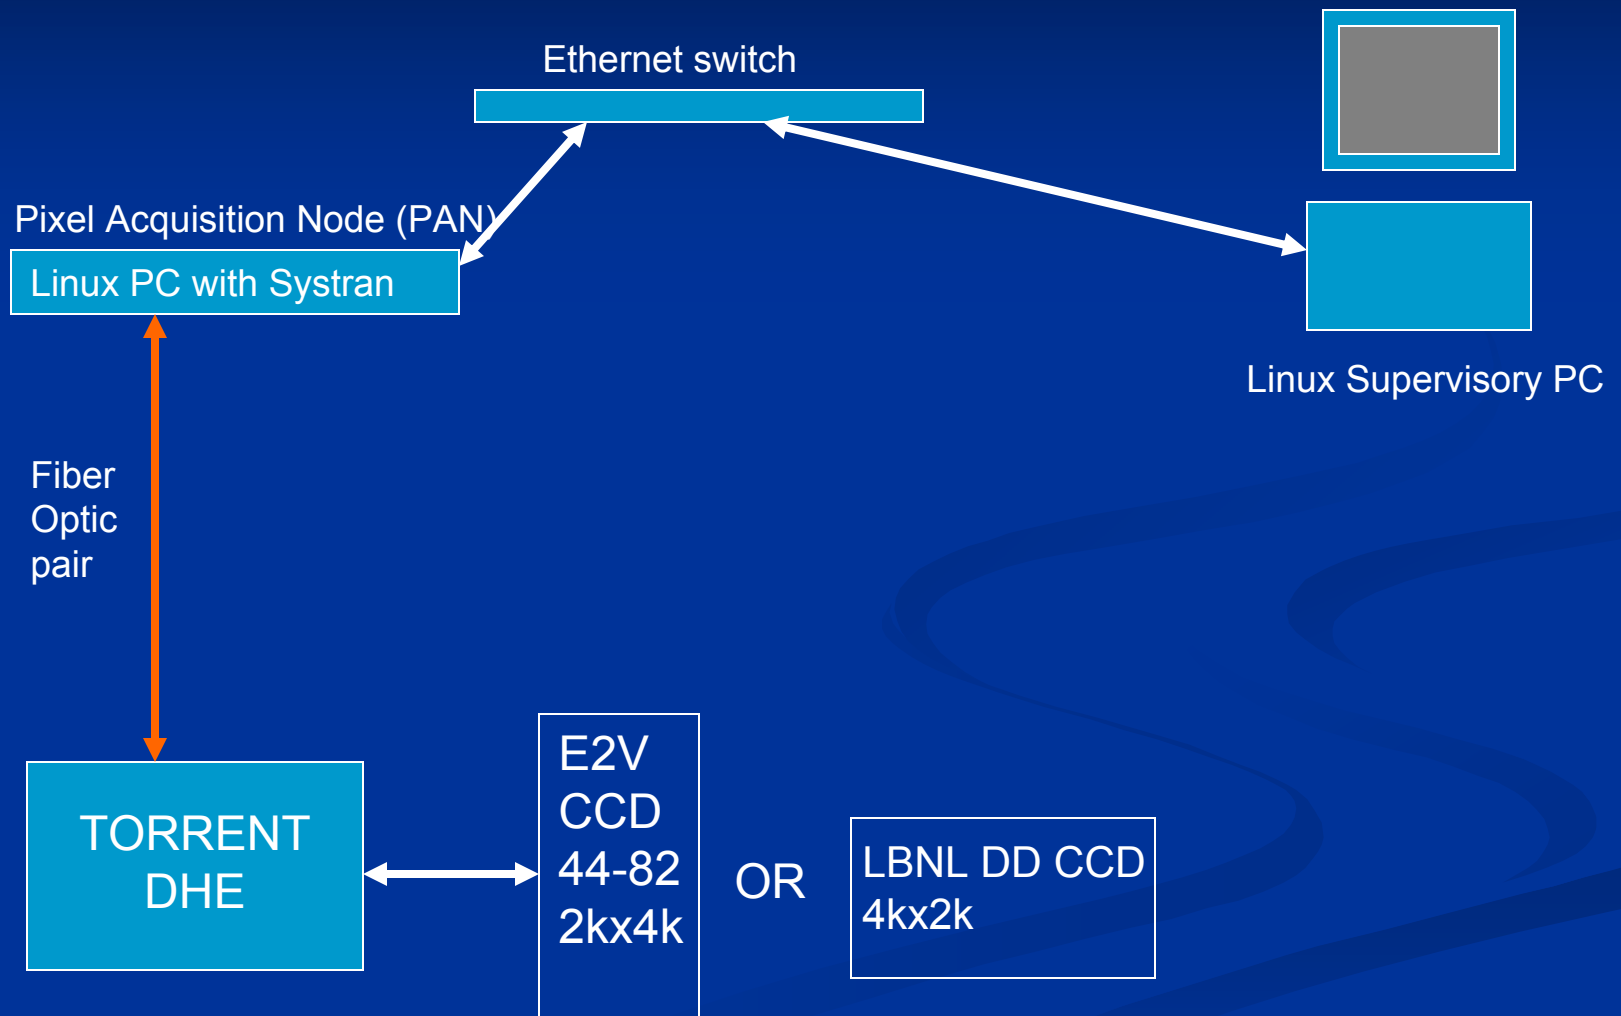 Ethernet switch
Pixel Acquisition Node (PAN)
Linux PC with Systran
Linux Supervisory PC
Fiber
Optic
pair
TORRENT
DHE
E2V
CCD
44-82
2kx4k
OR
LBNL DD CCD
4kx2k